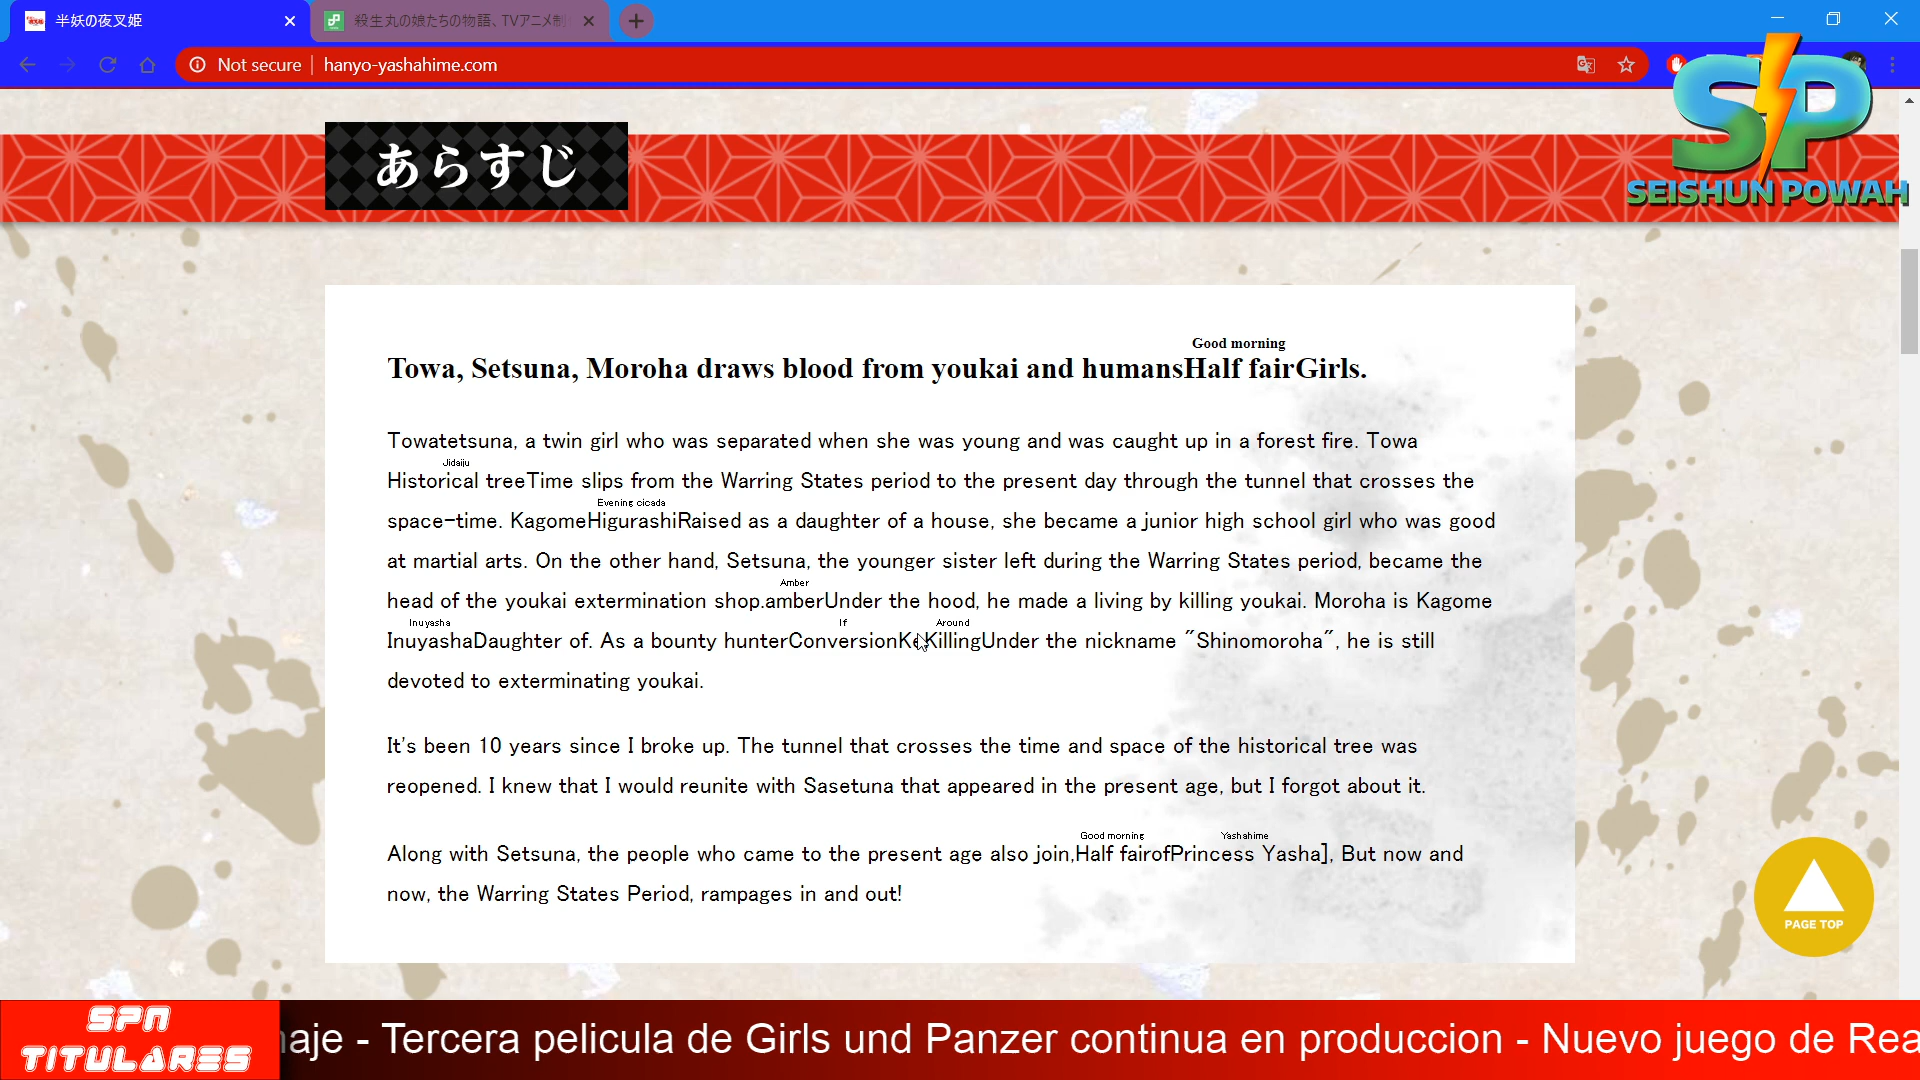 半妖の夜叉姫
殺生丸の娘たちの物語、TVアニメ制
Not secure
hanyo-yashahime.com
SP
SEISHUN POWAH
あらすじ
Good morning
Towa, Setsuna, Moroha draws blood from youkai and humansHalf fairGirls.
Towatetsuna, a twin girl who was separated when she was young and was caught up in a forest fire. Towa
Jidaiju
Historical treeTime slips from the Warring States period to the present day through the tunnel that crosses the
Evening cicada
space-time. KagomeHigurashiRaised as a daughter of a house, she became a junior high school girl who was good
at martial arts. On the other hand, Setsuna, the younger sister left during the Warring States period, became the
Amber
head of the youkai extermination shop.amberUnder the hood, he made a living by killing youkai. Moroha is Kagome
Inuyasha If Around
InuyashaDaughter of. As a bounty hunterConversionKeKillingUnder the nickname "Shinomoroha", he is still
devoted to exterminating youkai.
It's been 10 years since I broke up. The tunnel that crosses the time and space of the historical tree was
reopened. I knew that I would reunite with Sasetuna that appeared in the present age, but I forgot about it.
Good morning Yashahime
Along with Setsuna, the people who came to the present age also join,Half fairofPrincess Yasha], But now and
now, the Warring States Period, rampages in and out!
PAGE TOP
SPN
TITULARES
naje - Tercera pelicula de Girls und Panzer continua en produccion - Nuevo juego de Rea